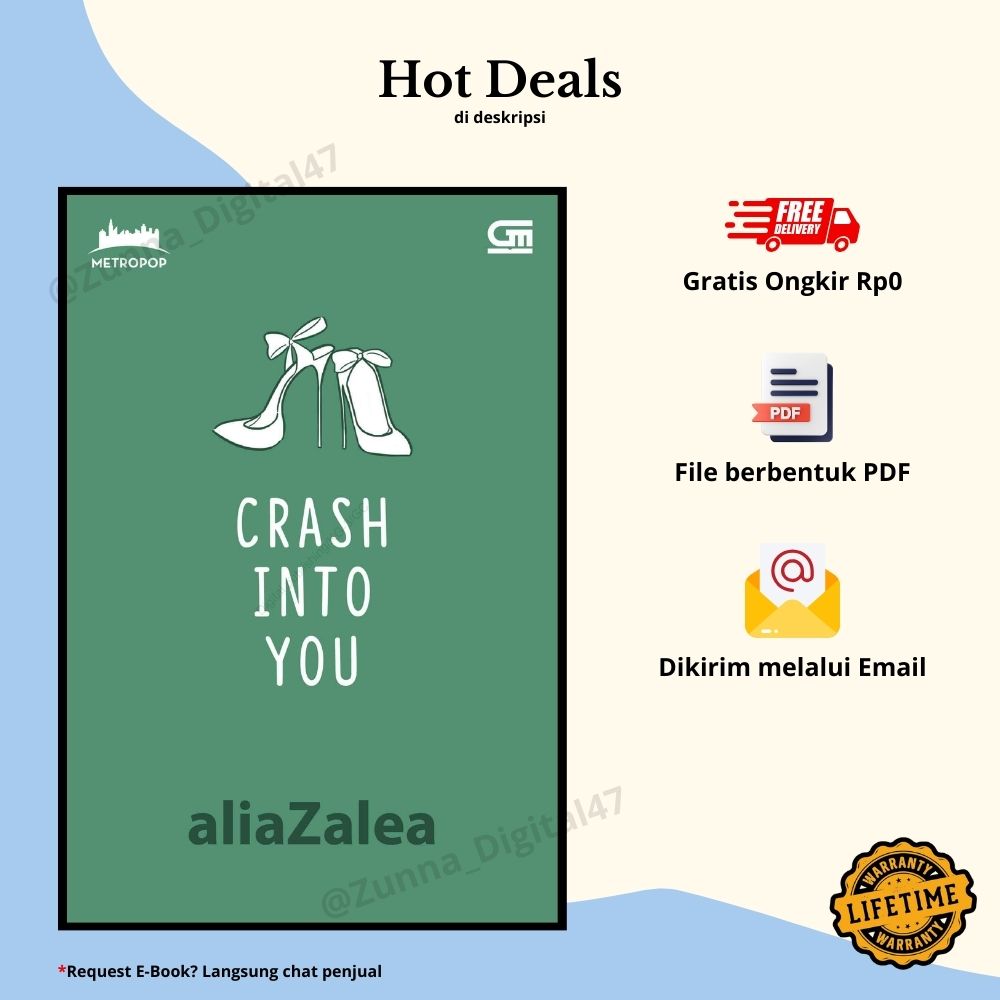 Hot Deals
di deskripsi
@Zunna_Digital47
METROPOP
GM
CRASH
INTO
YOU
aliaZalea
@Zunna_Digital47
FREE
DELIVERY
Gratis Ongkir Rp0
PDF
File berbentuk PDF
@
Dikirim melalui Email
WARRANTY
LIFETIME
WARRANTY
*Request E-Book? Langsung chat penjual